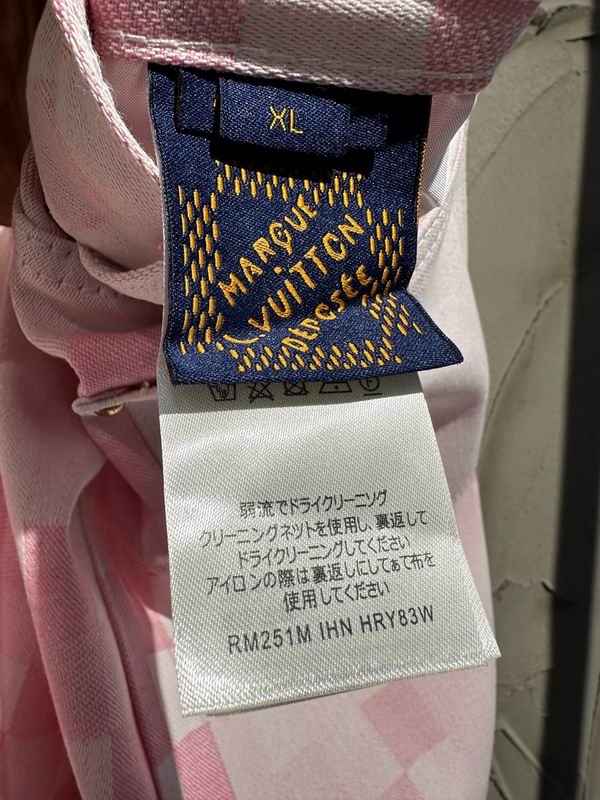 XL
MARQUE
L.VUITTON
DÉPOSÉE
弱流でドライクリーニング
クリーニングネットを使用し、裏返して
ドライクリーニングしてください
アイロンの際は裏返しにしてあて布を
使用してください
RM251M IHN HRY83W